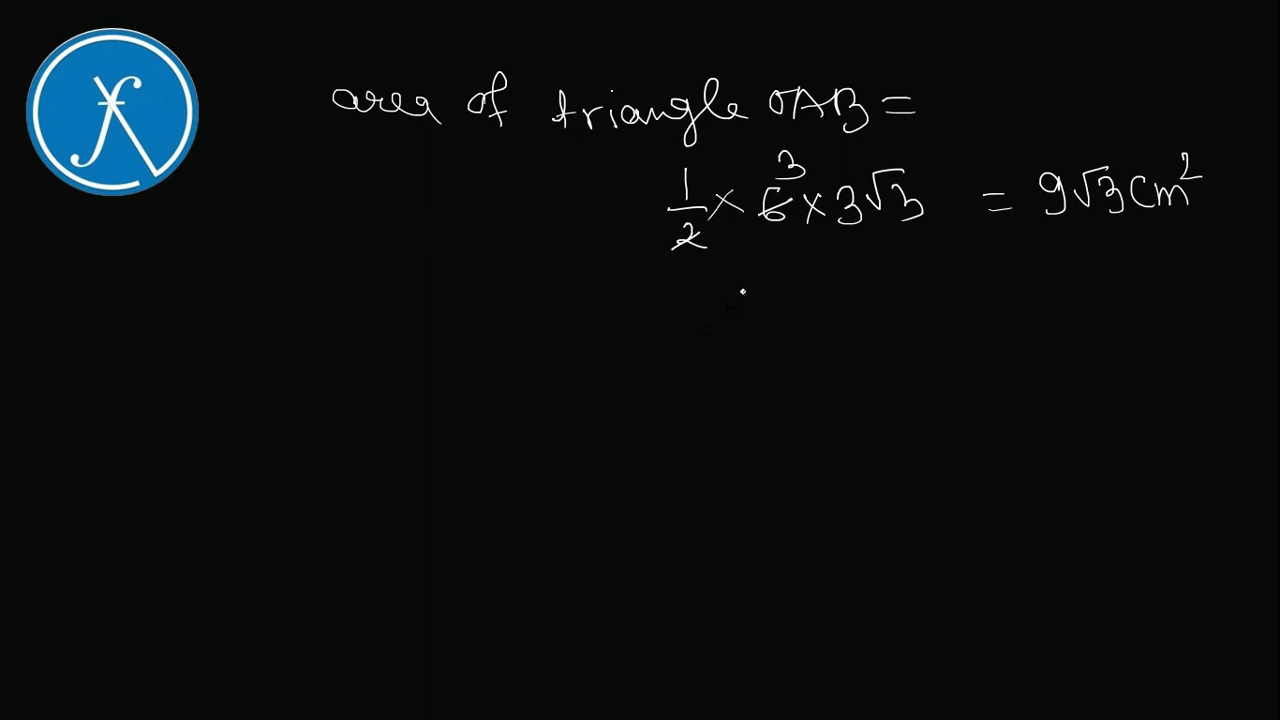 area of triangle OAB =
1/2 × 6 3 × 3√3 = 9√3 cm²